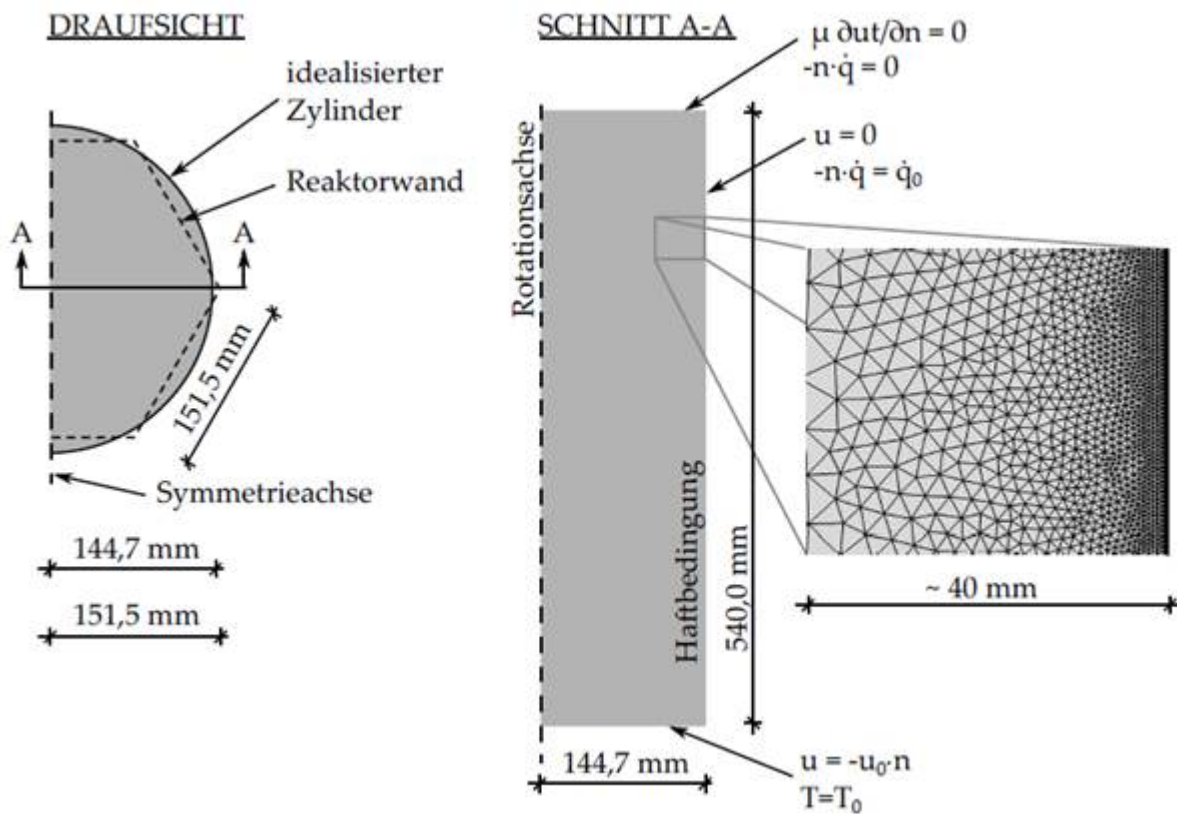 DRAUFSICHT
idealisierter
Zylinder
Reaktorwand
A
A
151,5 mm
Symmetrieachse
144,7 mm
151,5 mm
SCHNITT A-A
μ ∂ut/∂n = 0
-n·q̇ = 0
u = 0
-n·q̇ = q̇₀
Rotationsachse
Haftbedingung
540,0 mm
~ 40 mm
144,7 mm
u = -u₀·n
T=T₀